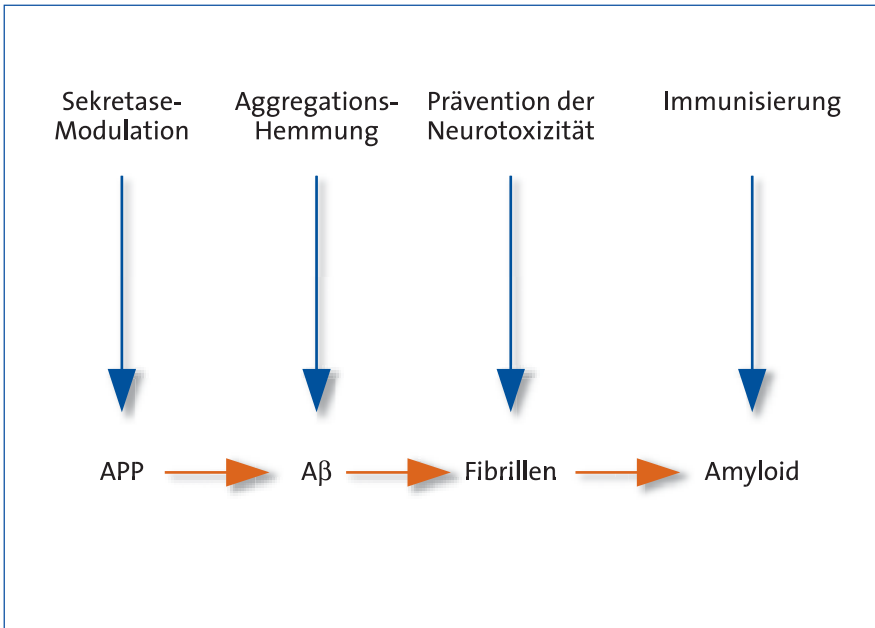 Sekretase-
Modulation
Aggregations-
Hemmung
Prävention der
Neurotoxizität
Immunisierung
APP
Aβ
Fibrillen
Amyloid